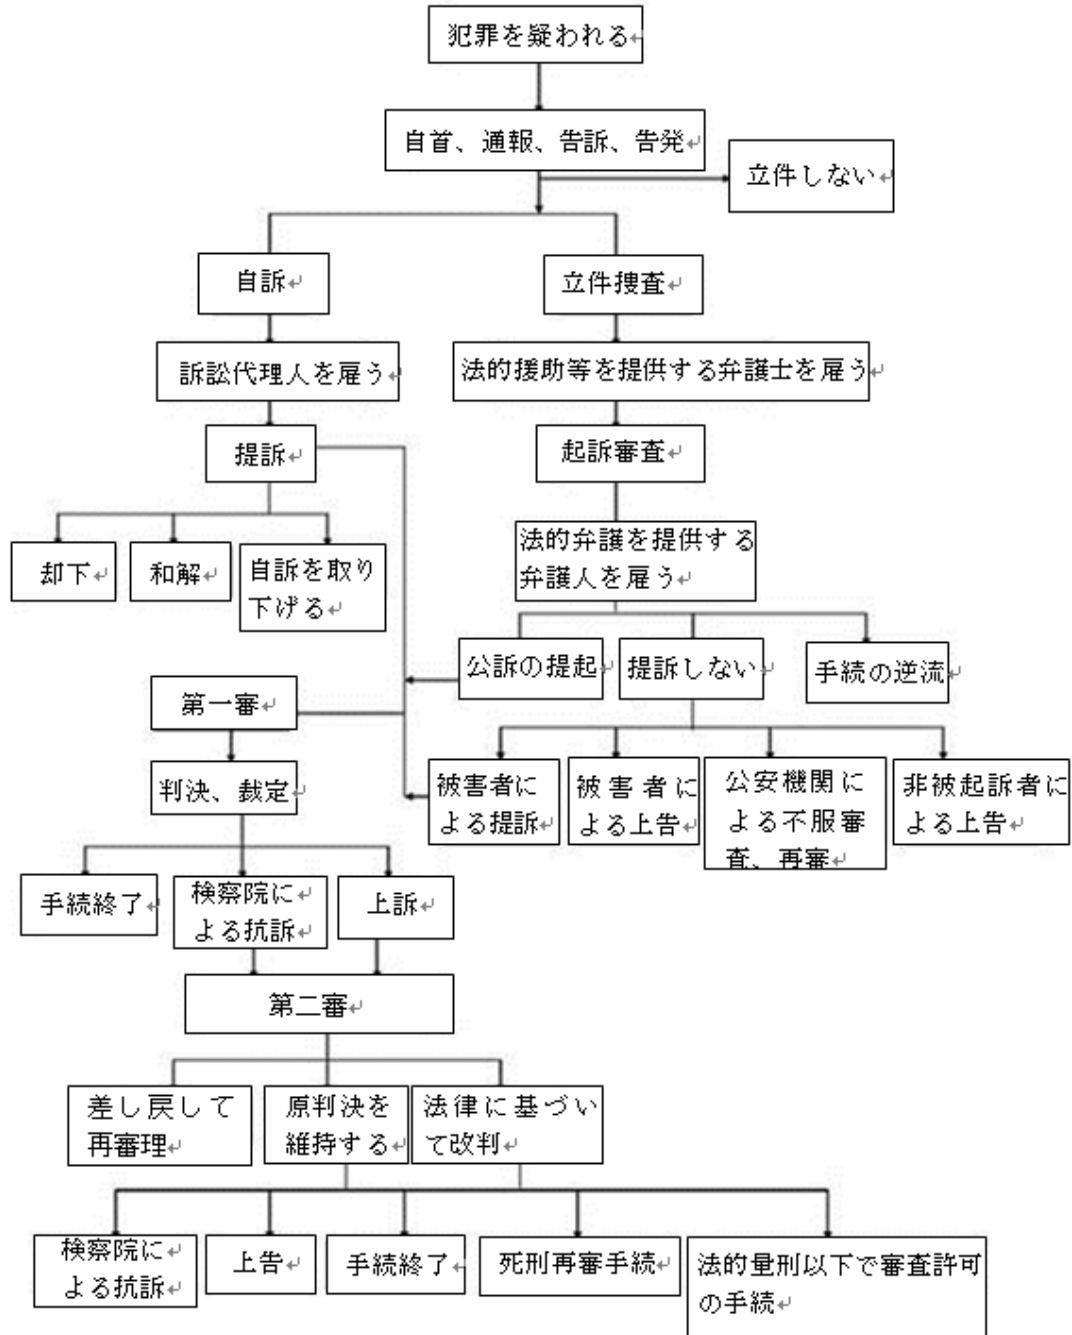 犯罪を疑われる
自首、通報、告訴、告発
立件しない
自訴
立件捜査
訴訟代理人を雇う
法的援助等を提供する弁護士を雇う
提訴
起訴審査
法的弁護を提供する
弁護人を雇う
却下
和解
自訴を取り
下げる
公訴の提起
提訴しない
手続の逆流
第一審
判決、裁定
被害者に
よる提訴
被害者に
よる上告
公安機関に
よる不服審
査、再審
非被起訴者に
よる上告
手続終了
検察院に
よる抗訴
上訴
第二審
差し戻して
再審理
原判決を
維持する
法律に基づい
て改判
検察院に
よる抗訴
上告
手続終了
死刑再審手続
法的量刑以下で審査許可
の手続